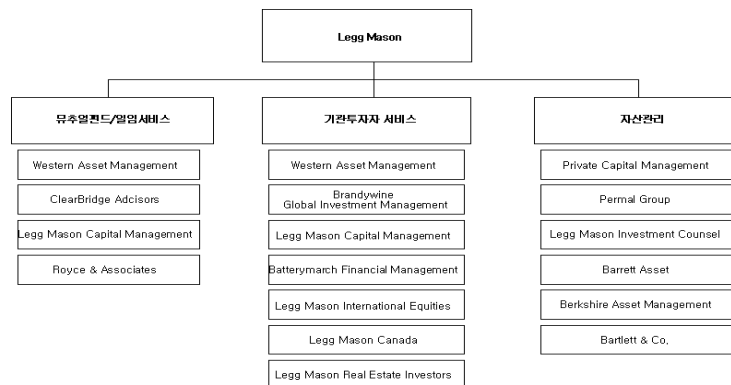 Legg Mason
뮤추얼펀드/일임서비스
Western Asset Management
ClearBridge Adcisors
Legg Mason Capital Management
Royce & Associates
기관투자자 서비스
Western Asset Management
Brandywine
Global Investment Management
Legg Mason Capital Management
Batterymarch Financial Management
Legg Mason International Equities
Legg Mason Canada
Legg Mason Real Estate Investors
자산관리
Private Capital Management
Permal Group
Legg Mason Investment Counsel
Barrett Asset
Berkshire Asset Management
Bartlett & Co,